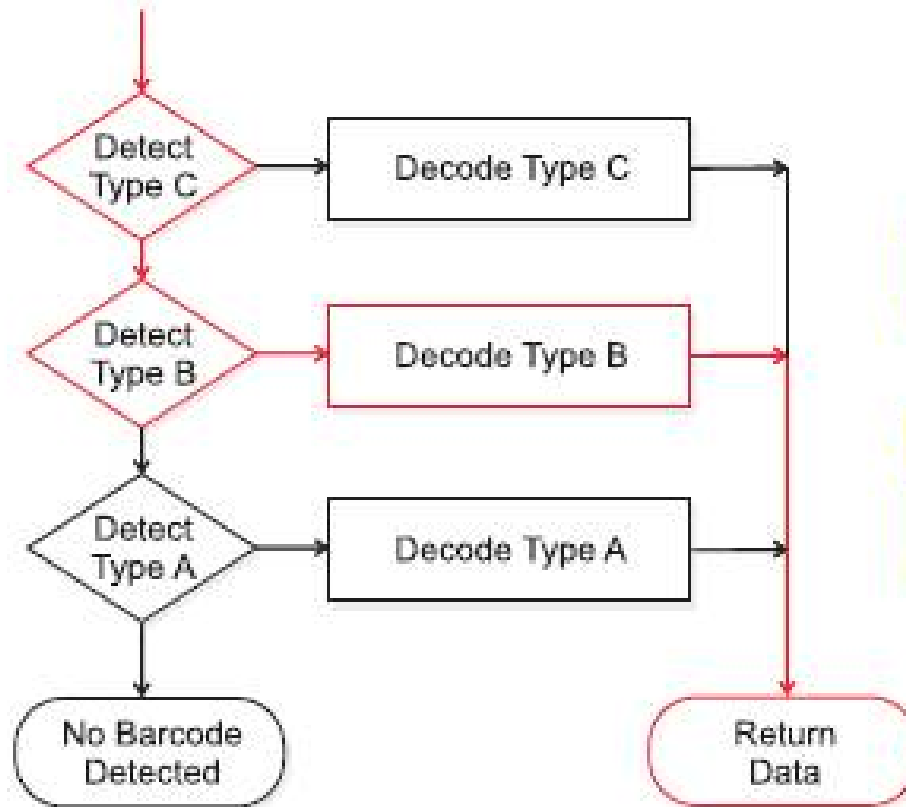 Detect
Type C
Decode Type C
Detect
Type B
Decode Type B
Detect
Type A
Decode Type A
No Barcode
Detected
Return
Data